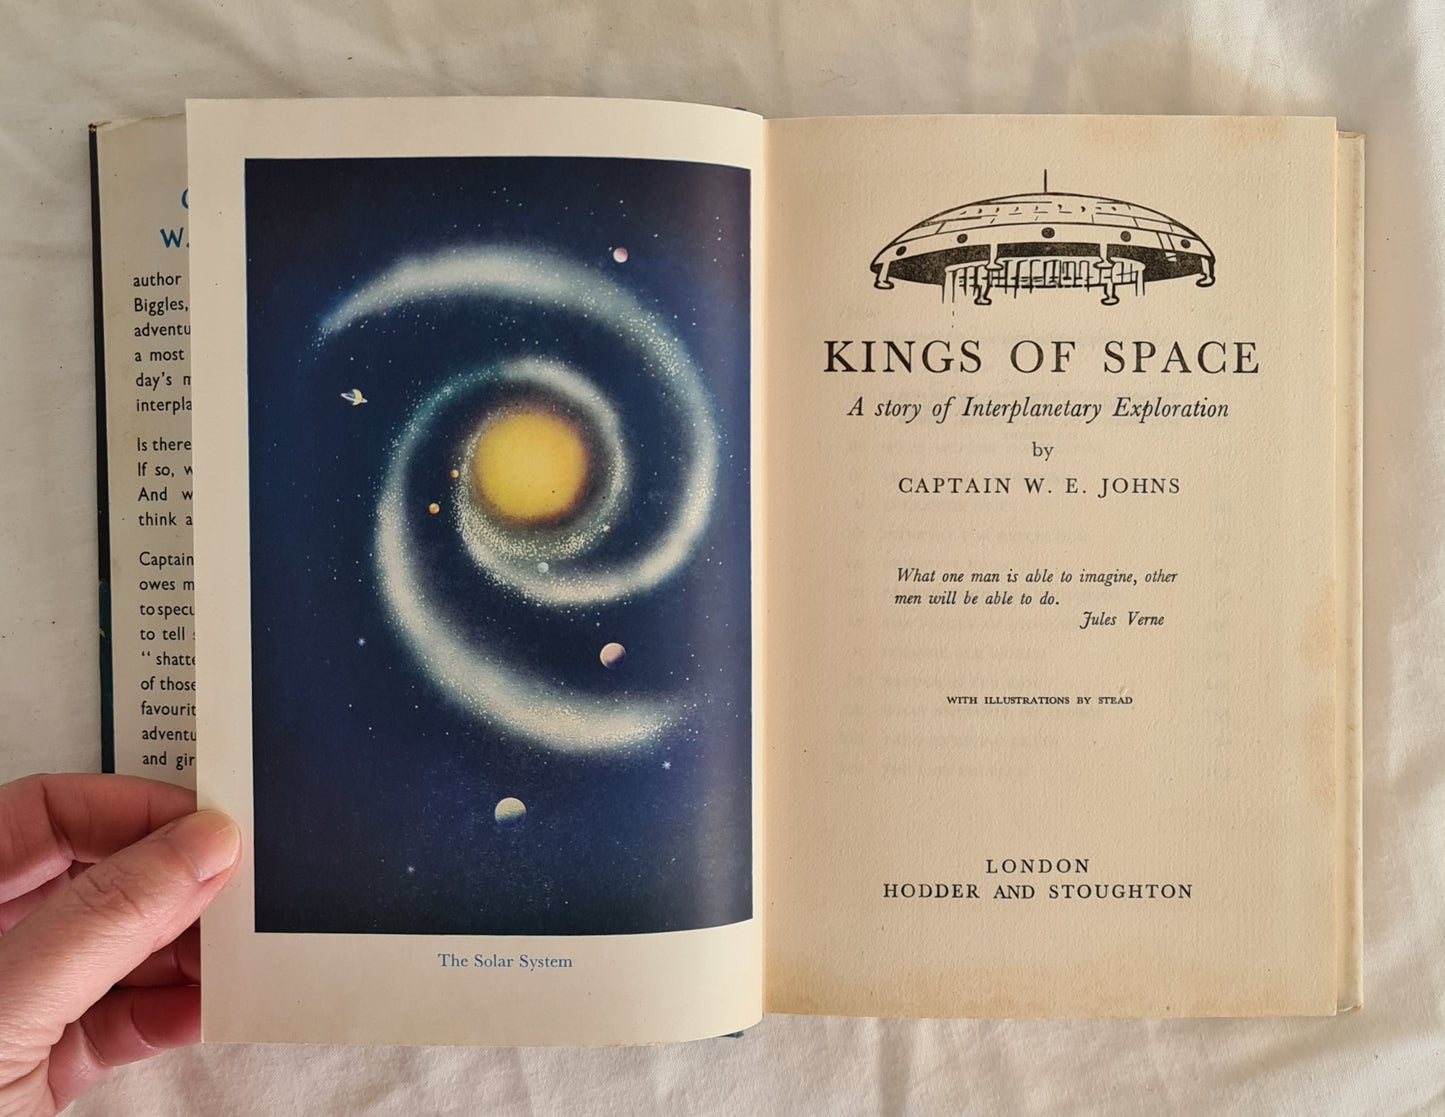 W.
author
Biggles,
a most
day's
Is there
If so,
And
think
Captain
owes
to
to tell
"
of those
and
The Solar System
KINGS OF SPACE
A story of Interplanetary Exploration
by
CAPTAIN W. E. JOHNS
What one man is able to imagine, other
men will be able to do.
Jules Verne
WITH ILLUSTRATIONS BY STEAD
LONDON
HODDER AND STOUGHTON